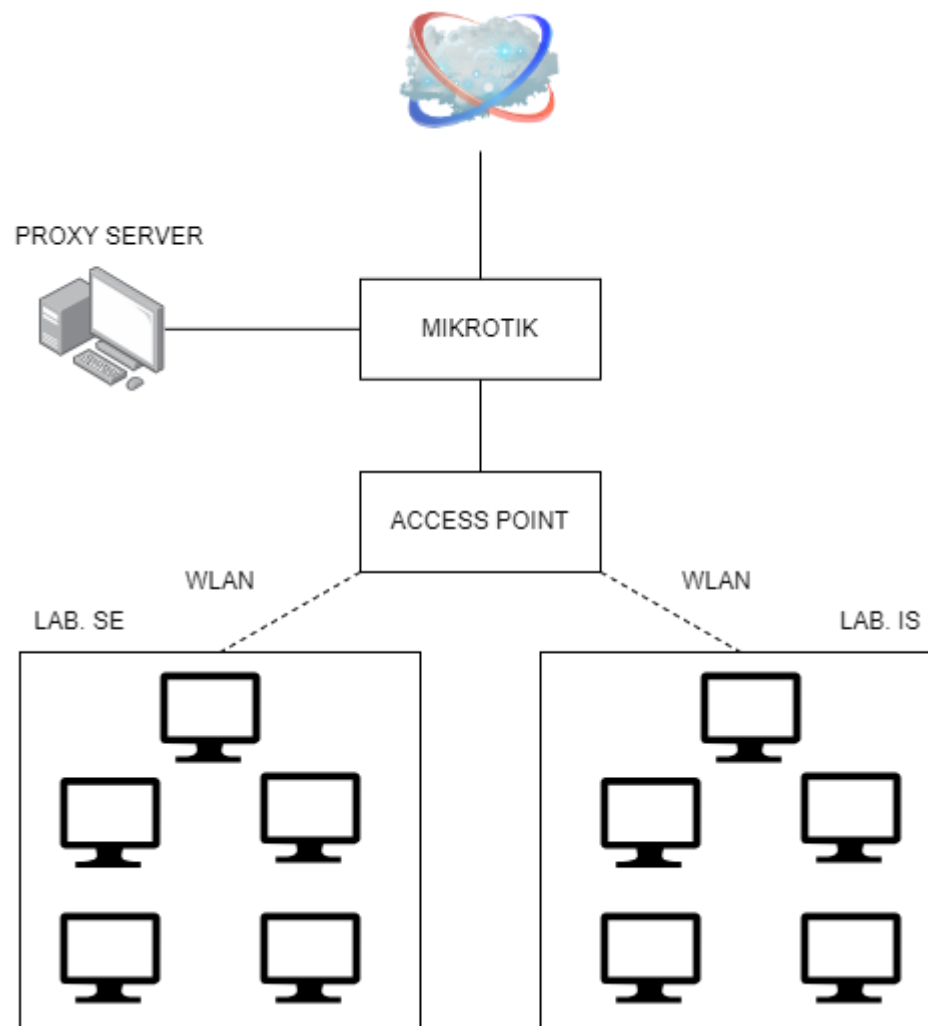 PROXY SERVER
MIKROTIK
ACCESS POINT
WLAN
WLAN
LAB. SE
LAB. IS